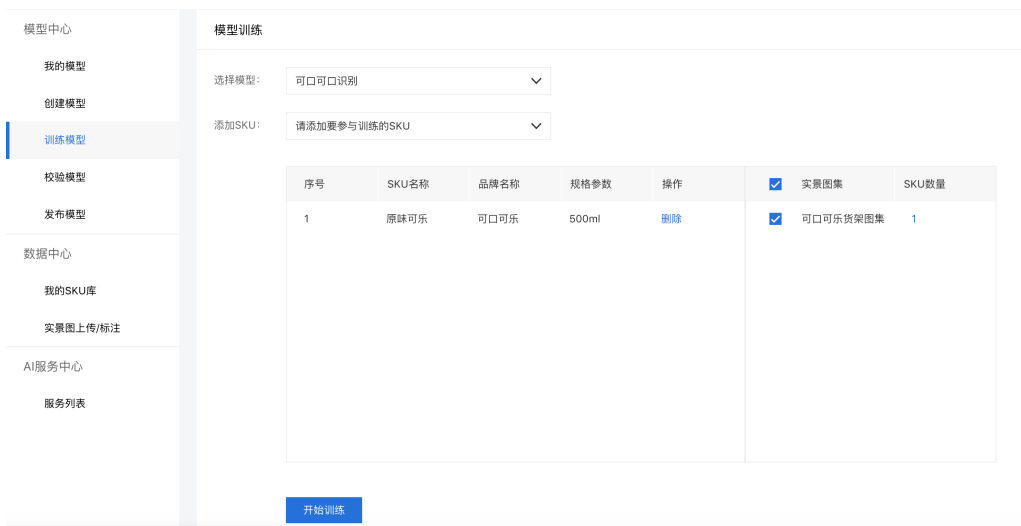 模型中心
我的模型
创建模型
训练模型
校验模型
发布模型
数据中心
我的SKU库
实景图上传/标注
AI服务中心
服务列表
模型训练
选择模型： 可口可口识别
添加SKU： 请添加要参与训练的SKU
序号 SKU名称 品牌名称 规格参数 操作 实景图集 SKU数量
1 原味可乐 可口可乐 500ml 删除 可口可乐货架图集 1
开始训练